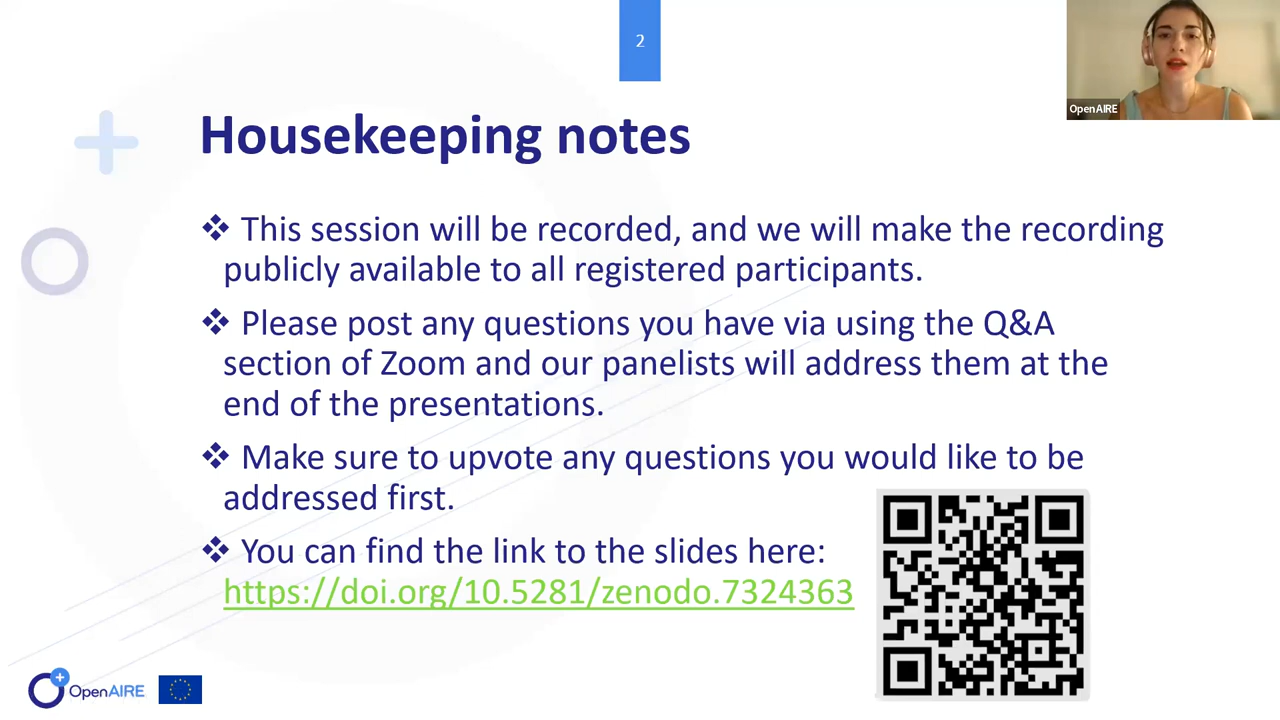 2
OpenAIRE
Housekeeping notes
❖ This session will be recorded, and we will make the recording
publicly available to all registered participants.
❖ Please post any questions you have via using the Q&A
section of Zoom and our panelists will address them at the
end of the presentations.
❖ Make sure to upvote any questions you would like to be
addressed first.
❖ You can find the link to the slides here:
https://doi.org/10.5281/zenodo.7324363
OpenAIRE